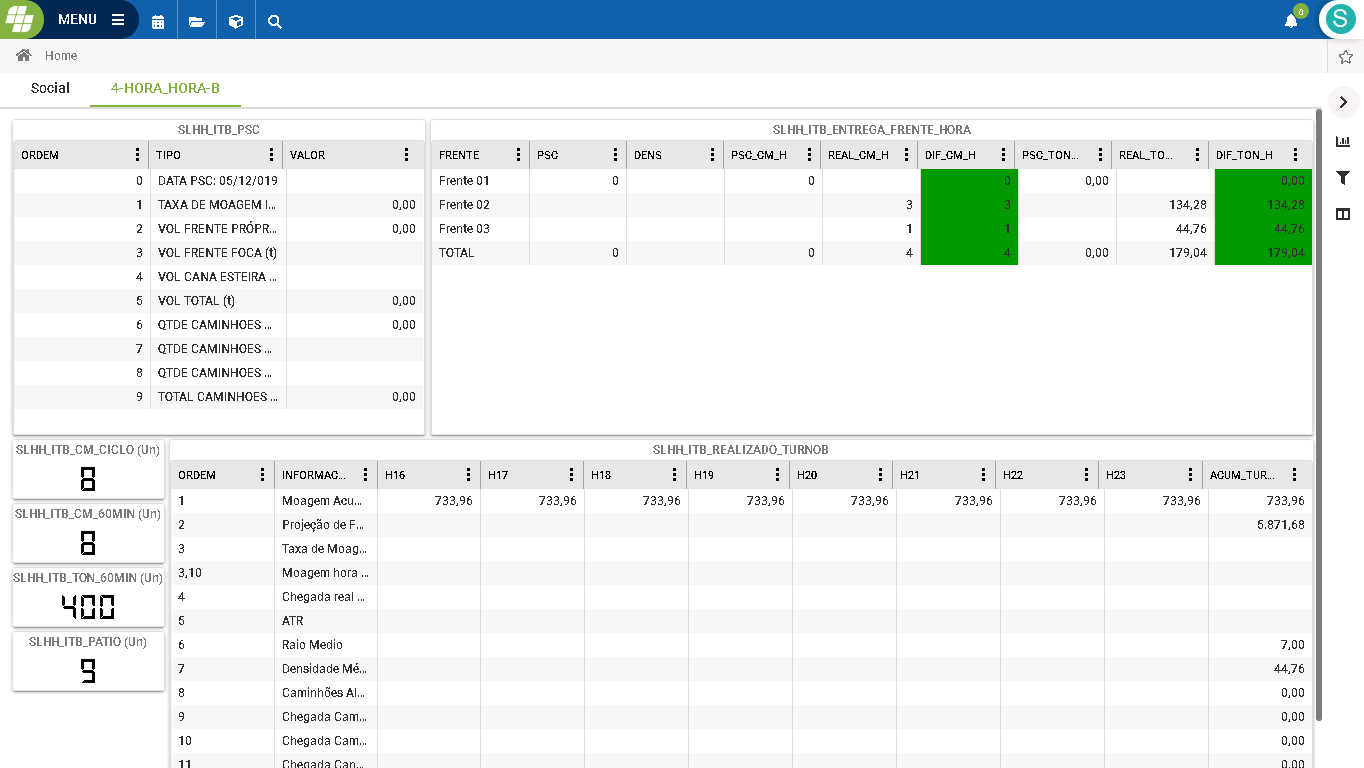 MENU
0
S
Home
Social 4-HORA_HORA-B
SLHH_ITB_PSC
ORDEM TIPO VALOR
0 DATA PSC: 05/12/019
1 TAXA DE MOAGEM I... 0,00
2 VOL FRENTE PRÓPR... 0,00
3 VOL FRENTE FOCA (t)
4 VOL CANA ESTEIRA ...
5 VOL TOTAL (t) 0,00
6 QTDE CAMINHOES ... 0,00
7 QTDE CAMINHOES ...
8 QTDE CAMINHOES ...
9 TOTAL CAMINHOES ... 0,00
SLHH_ITB_ENTREGA_FRENTE_HORA
FRENTE PSC DENS PSC_CM_H REAL_CM_H DIF_CM_H PSC_TON... REAL_TO... DIF_TON_H
Frente 01 0 0 0 0,00 0,00
Frente 02 3 3 134,28 134,28
Frente 03 1 1 44,76 44,76
TOTAL 0 0 4 4 0,00 179,04 179,04
SLHH_ITB_CM_CICLO (Un)
8
SLHH_ITB_CM_60MIN (Un)
8
SLHH_ITB_TON_60MIN (Un)
400
SLHH_ITB_PATIO (Un)
9
SLHH_ITB_REALIZADO_TURNOB
ORDEM INFORMAC... H16 H17 H18 H19 H20 H21 H22 H23 ACUM_TUR...
1 Moagem Acu... 733,96 733,96 733,96 733,96 733,96 733,96 733,96 733,96 733,96
2 Projeção de F... 5.871,68
3 Taxa de Moag...
3,10 Moagem hora ...
4 Chegada real ...
5 ATR
6 Raio Medio 7,00
7 Densidade Mé... 44,76
8 Caminhões Al... 0,00
9 Chegada Cam... 0,00
10 Chegada Cam... 0,00
11 Chegada Can... 0,00